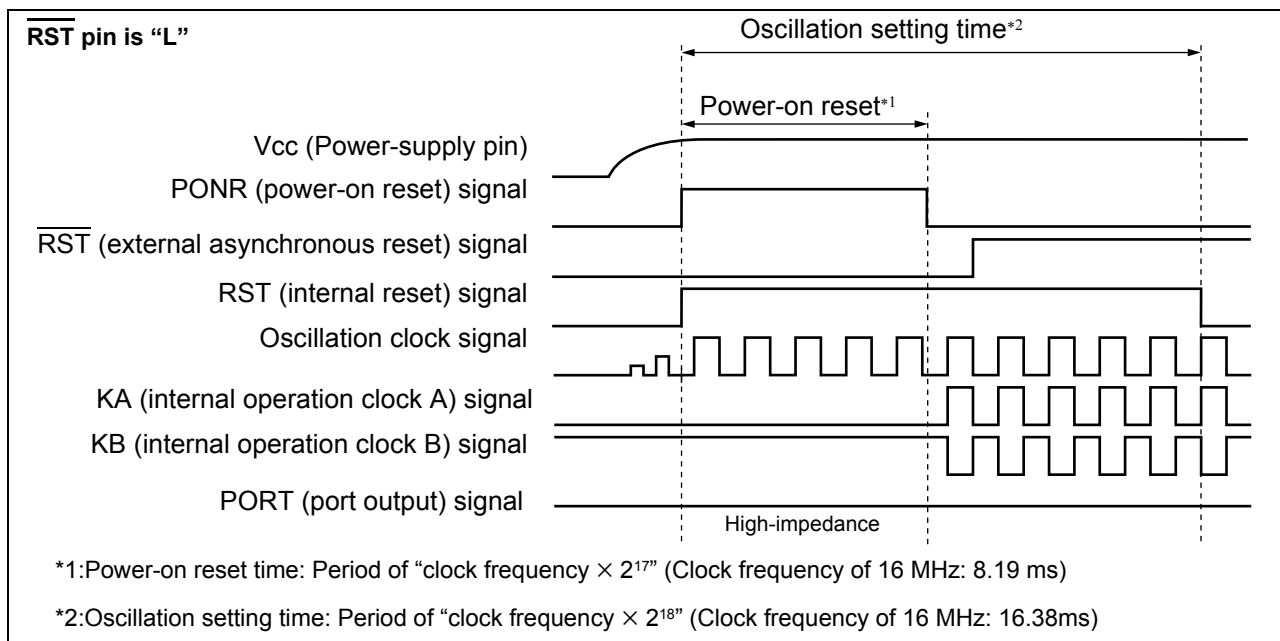 RST pin is “L”
Oscillation setting time*2
Power-on reset*1
Vcc (Power-supply pin)
PONR (power-on reset) signal
RST (external asynchronous reset) signal
RST (internal reset) signal
Oscillation clock signal
KA (internal operation clock A) signal
KB (internal operation clock B) signal
PORT (port output) signal
High-impedance
*1:Power-on reset time: Period of “clock frequency × 2¹⁷” (Clock frequency of 16 MHz: 8.19 ms)
*2:Oscillation setting time: Period of “clock frequency × 2¹⁸” (Clock frequency of 16 MHz: 16.38ms)